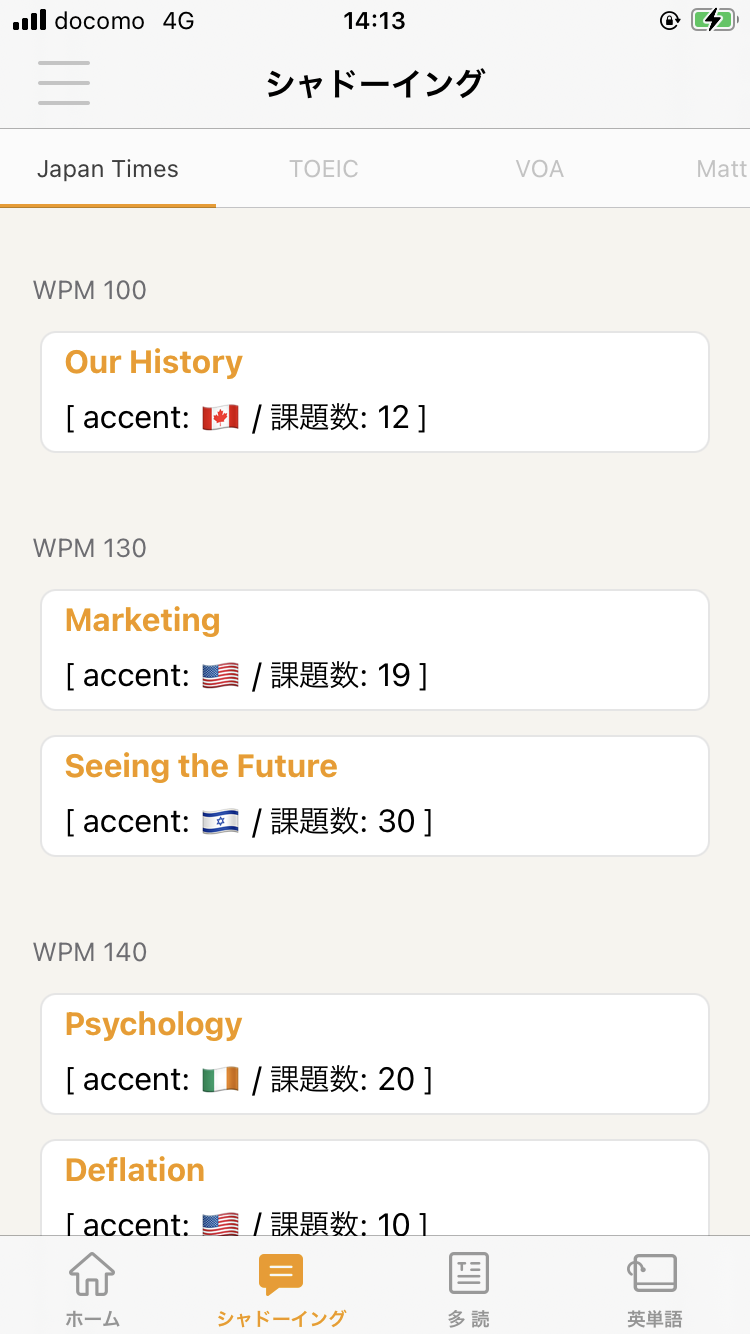 docomo 4G 14:13
シャドーイング
Japan Times TOEIC VOA Matt
WPM 100
Our History
[ accent: 🇨🇦 / 課題数: 12 ]
WPM 130
Marketing
[ accent: 🇺🇸 / 課題数: 19 ]
Seeing the Future
[ accent: 🇮🇱 / 課題数: 30 ]
WPM 140
Psychology
[ accent: 🇮🇪 / 課題数: 20 ]
Deflation
[ accent: 🇺🇸 / 課題数: 10 ]
ホーム シャドーイング 多読 英単語